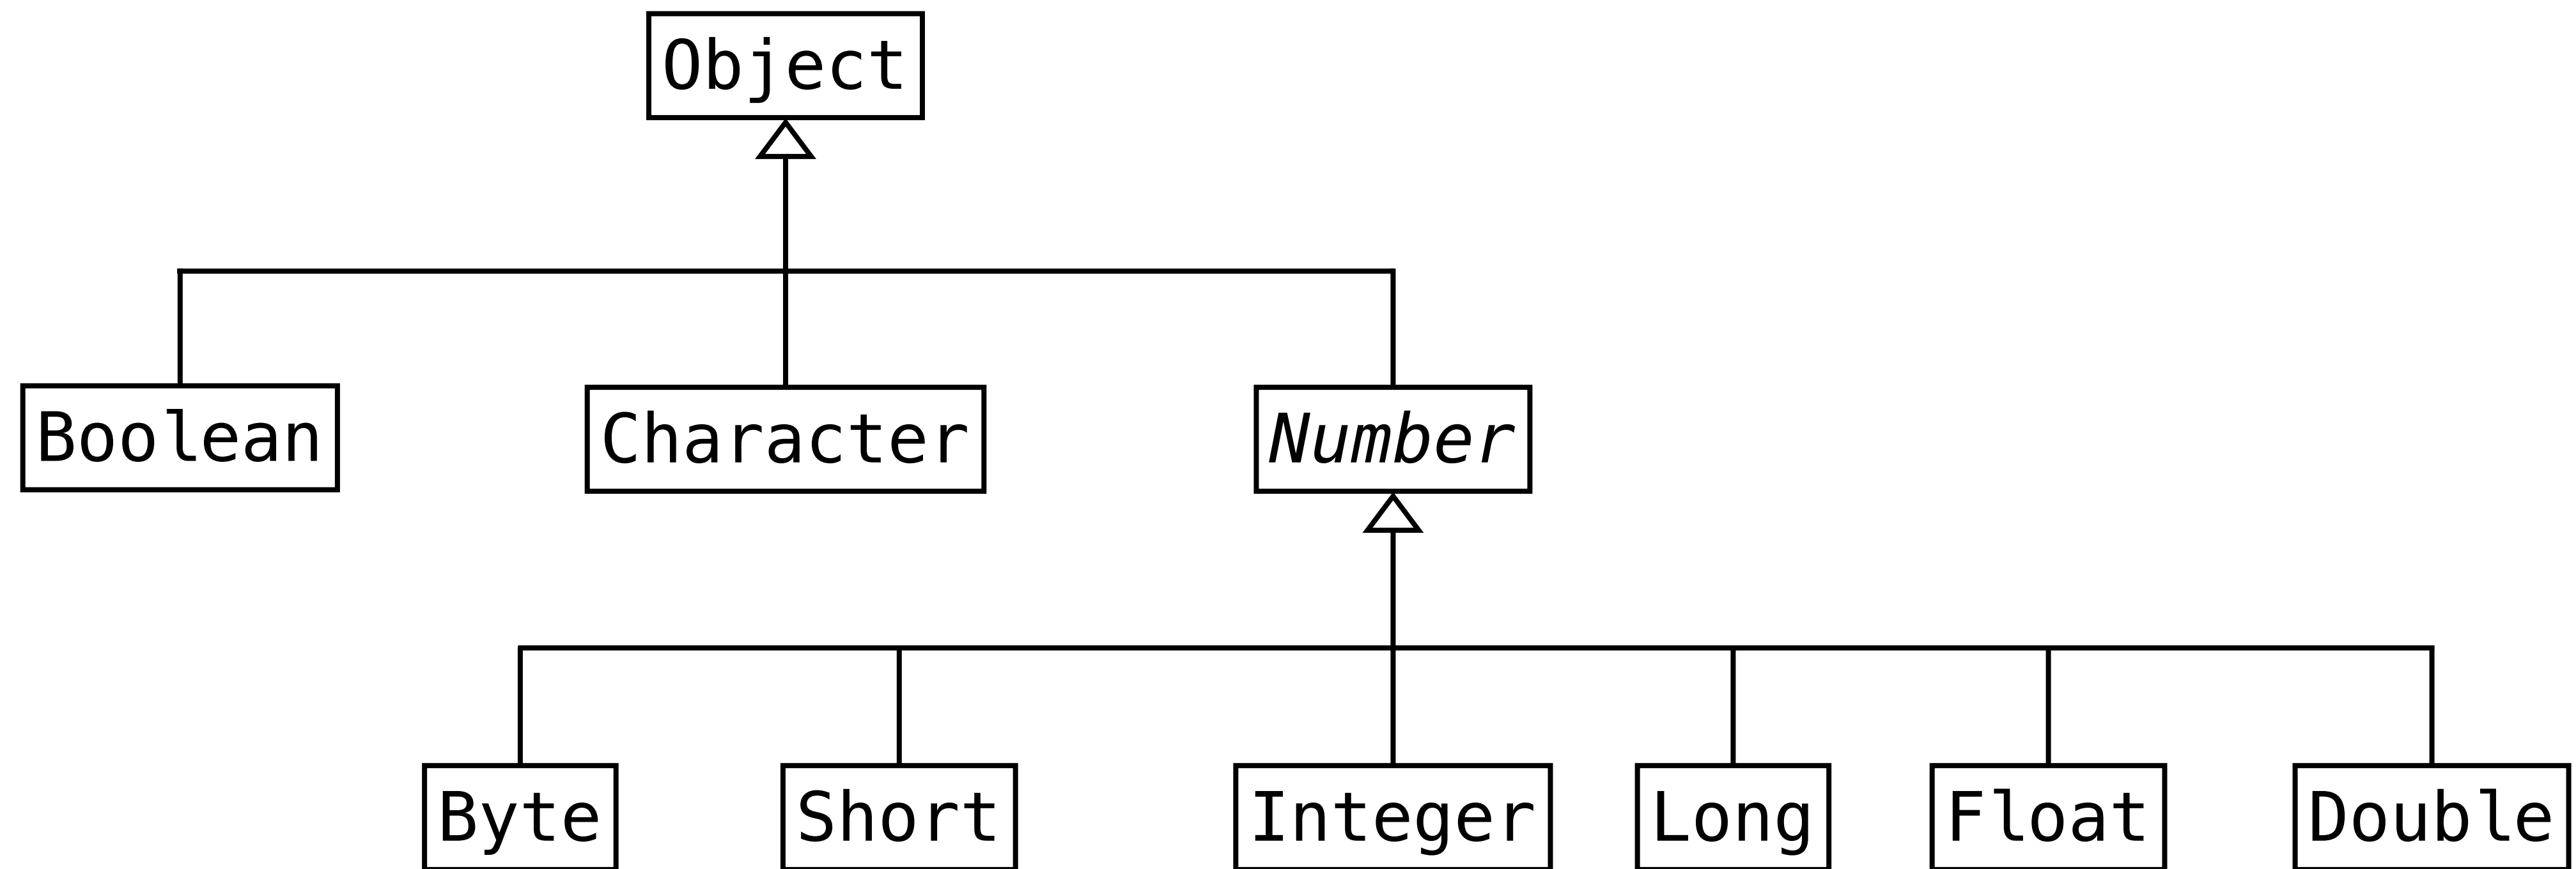 Object
Boolean Character Number
Byte Short Integer Long Float Double